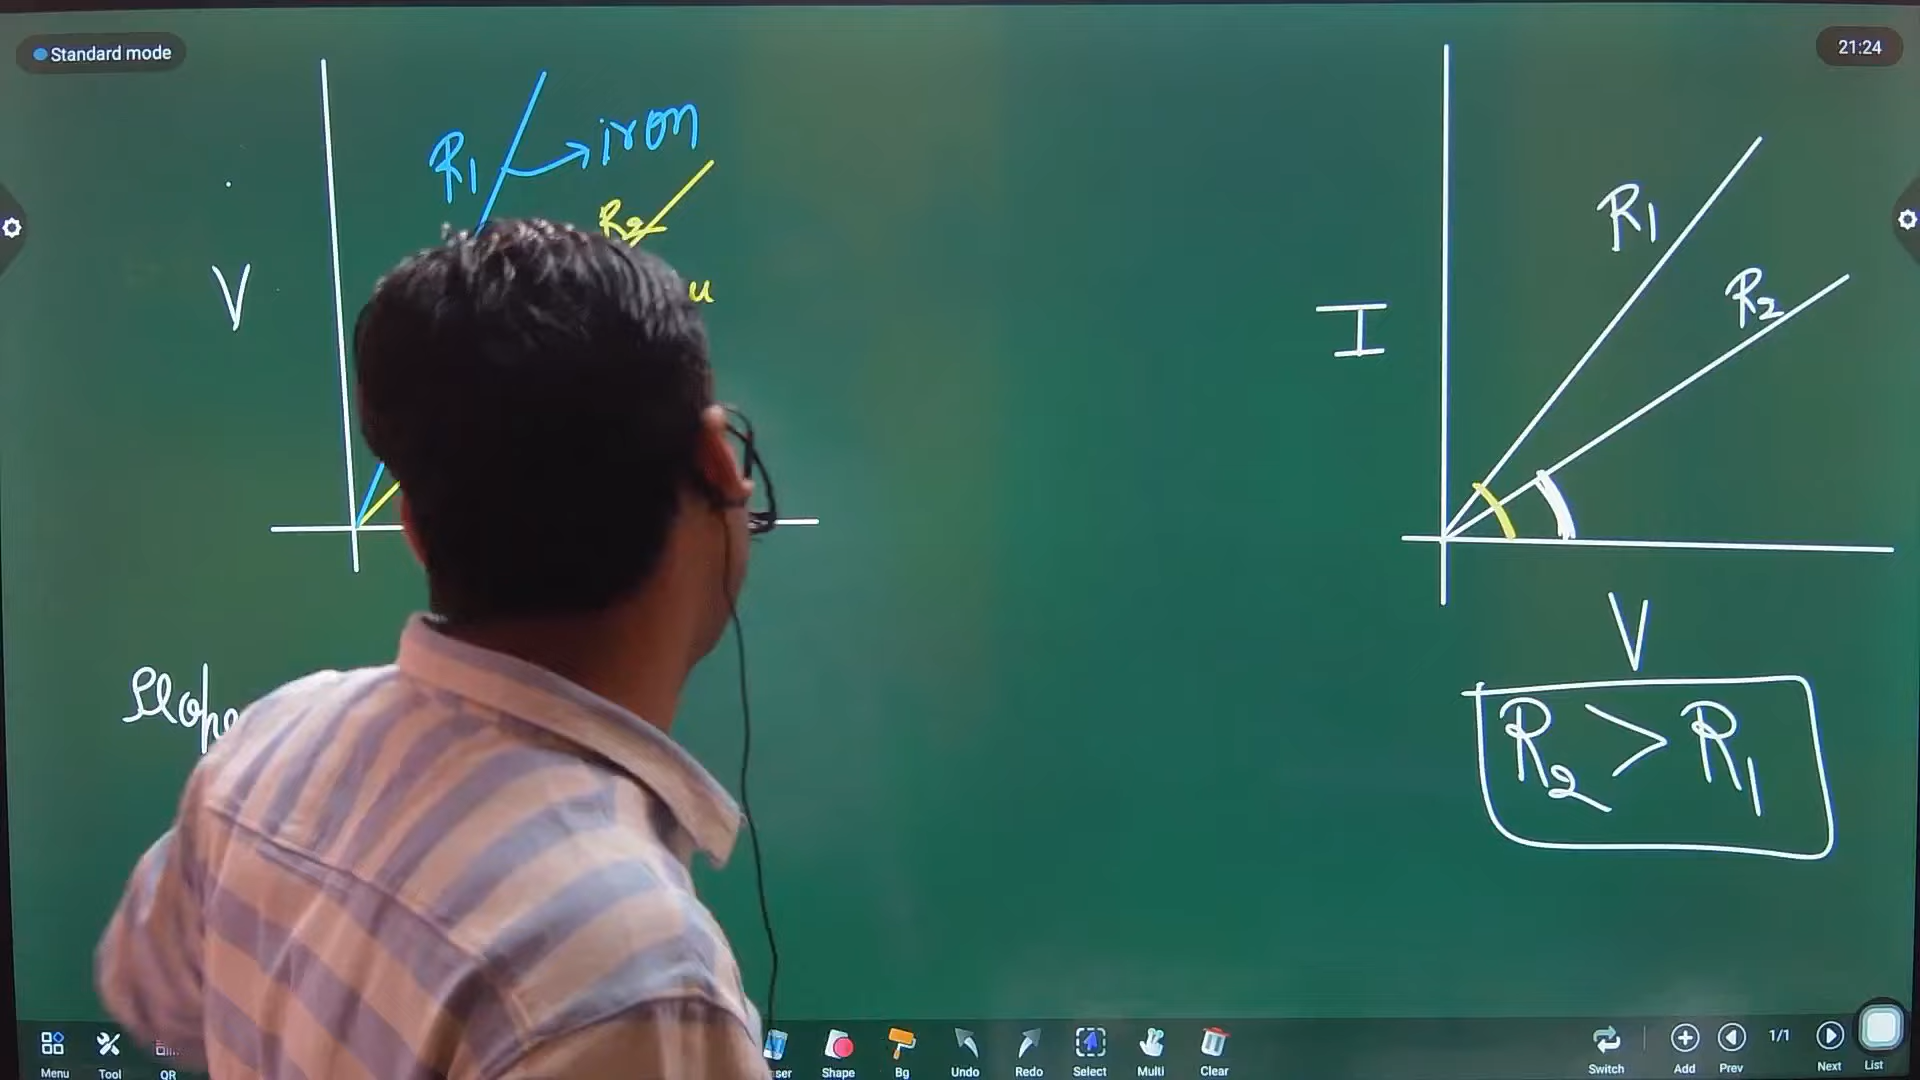 Standard mode
21:24
R1
iron
R2
u
V
Slope
R1
R2
I
V
R2 > R1
Menu
Tool
QR
ser
Shape
Bg
Undo
Redo
Select
Multi
Clear
Switch
Add
Prev
1/1
Next
List